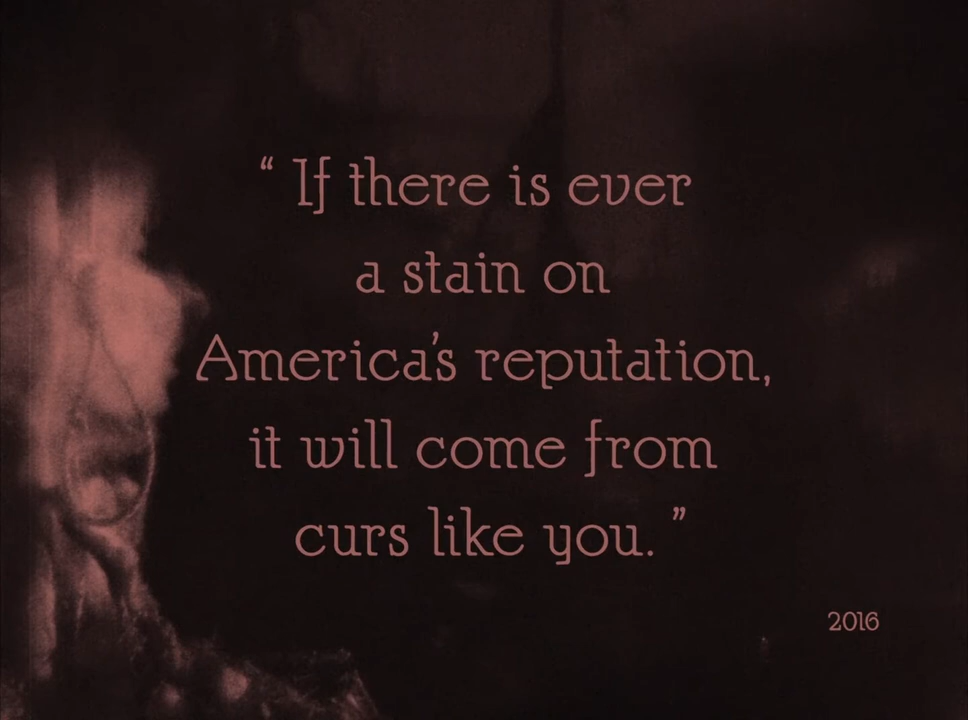 “ If there is ever
a stain on
America's reputation,
it will come from
curs like you. ”
2016